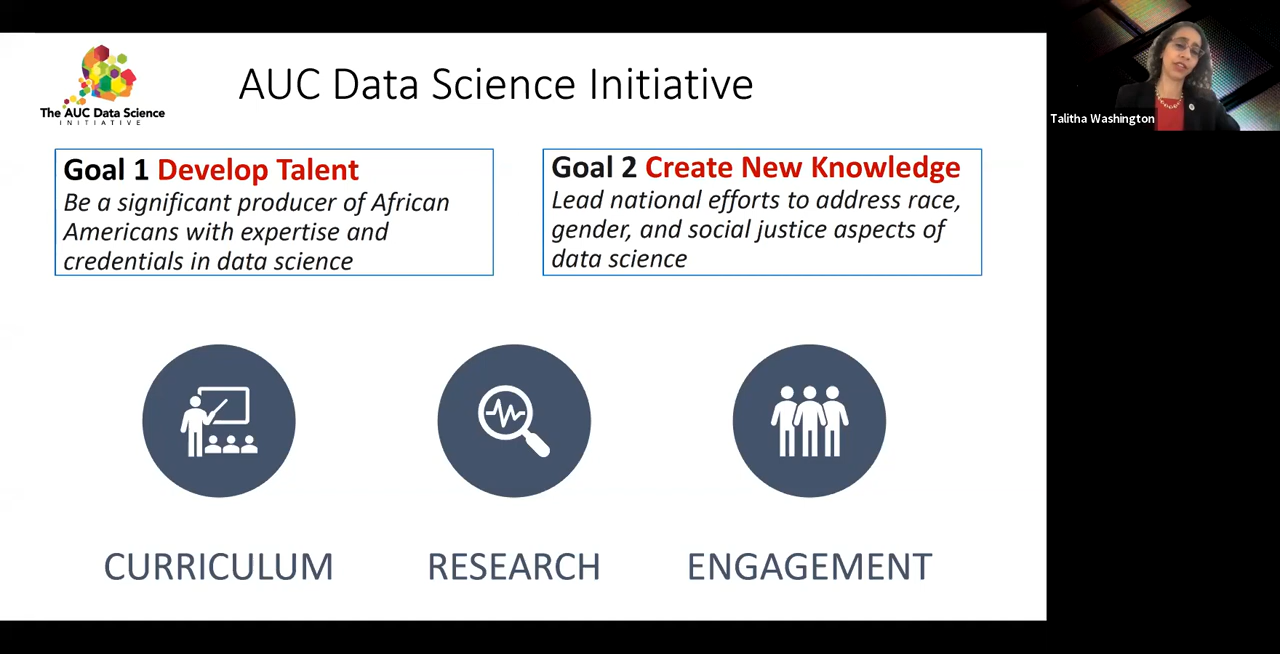 The AUC Data Science
INITIATIVE
AUC Data Science Initiative
Talitha Washington
Goal 1 Develop Talent
Be a significant producer of African
Americans with expertise and
credentials in data science
Goal 2 Create New Knowledge
Lead national efforts to address race,
gender, and social justice aspects of
data science
CURRICULUM
RESEARCH
ENGAGEMENT